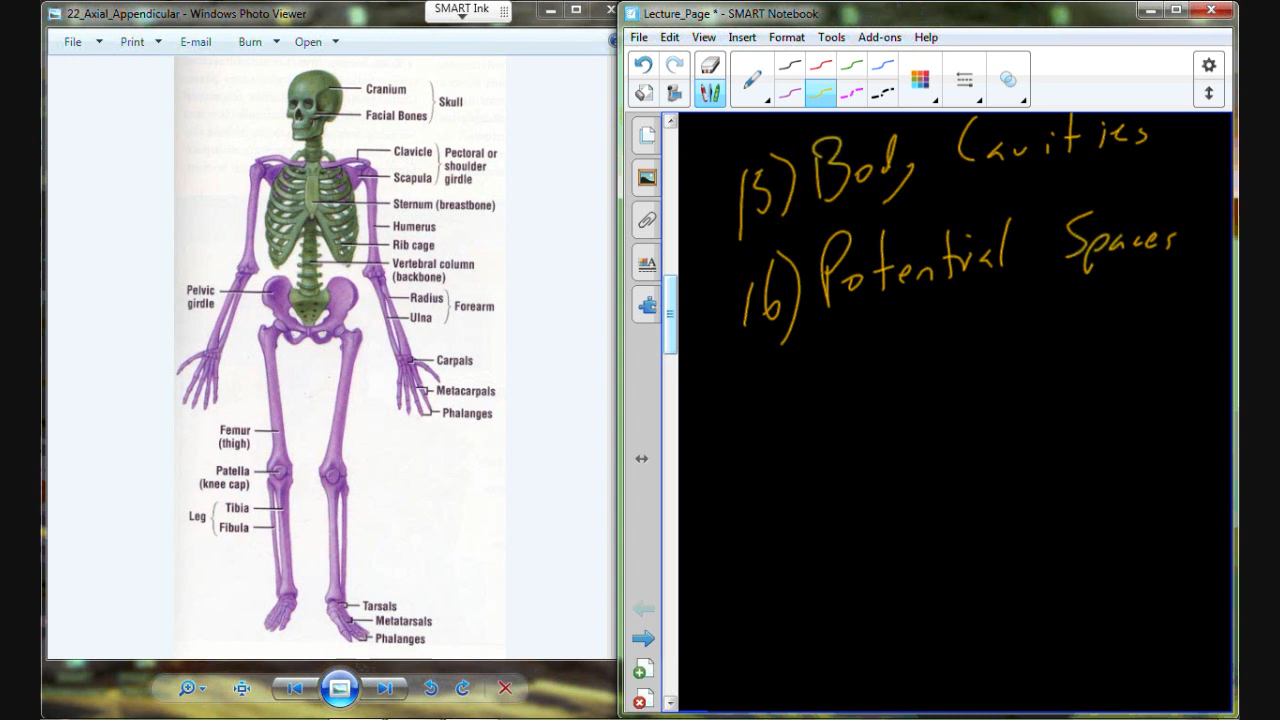 22_Axial_Appendicular - Windows Photo Viewer
SMART Ink
File Print E-mail Burn Open
Cranium
Skull
Facial Bones
Clavicle
Pectoral or
shoulder
girdle
Scapula
Sternum (breastbone)
Humerus
Rib cage
Vertebral column
(backbone)
Pelvic
girdle
Radius
Forearm
Ulna
Carpals
Metacarpals
Phalanges
Femur
(thigh)
Patella
(knee cap)
Leg
Tibia
Fibula
Tarsals
Metatarsals
Phalanges
Lecture_Page * - SMART Notebook
File Edit View Insert Format Tools Add-ons Help
15) Body Cavities
16) Potential Spaces